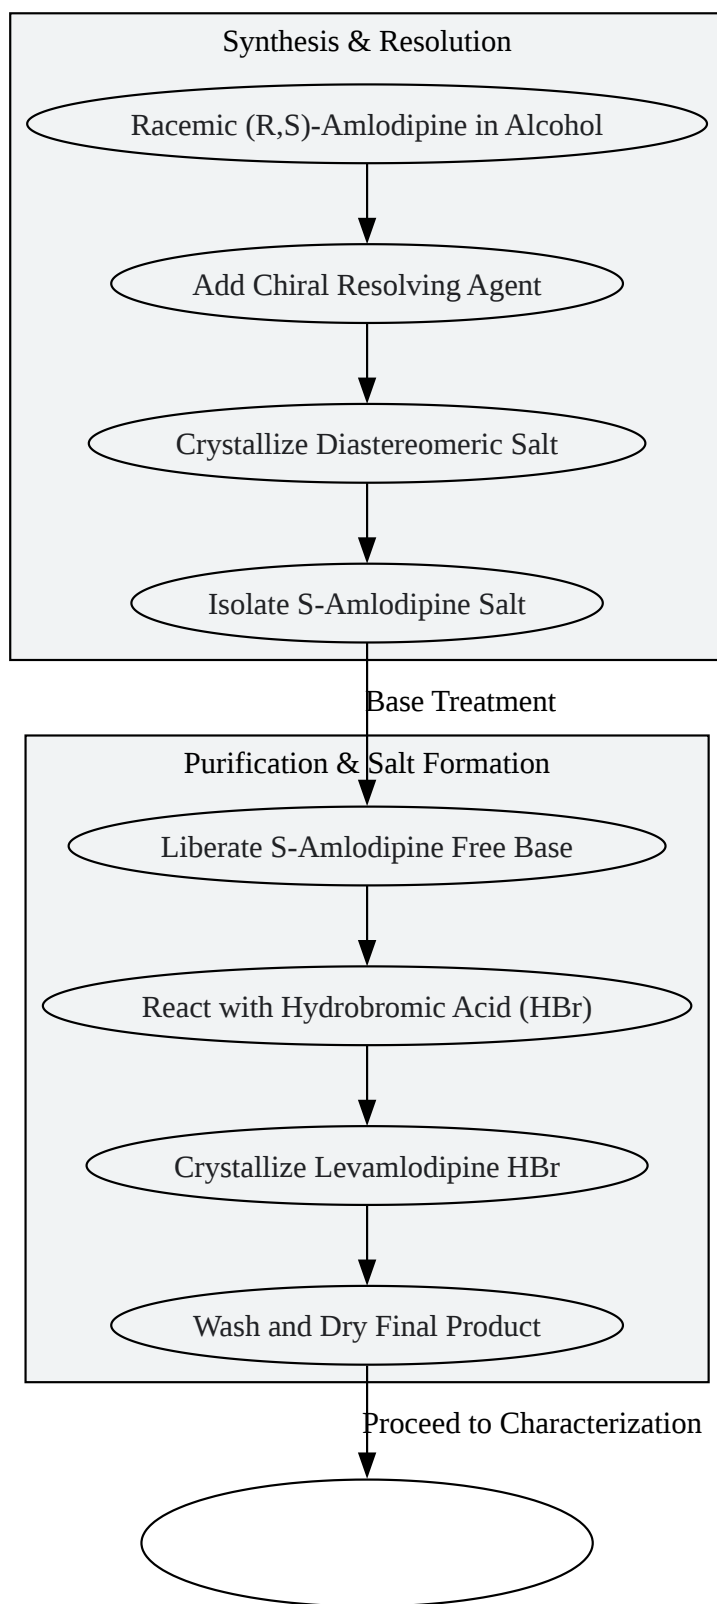 Synthesis & Resolution
Racemic (R,S)-Amlodipine in Alcohol
Add Chiral Resolving Agent
Crystallize Diastereomeric Salt
Isolate S-Amlodipine Salt
Base Treatment
Purification & Salt Formation
Liberate S-Amlodipine Free Base
React with Hydrobromic Acid (HBr)
Crystallize Levamlodipine HBr
Wash and Dry Final Product
Proceed to Characterization